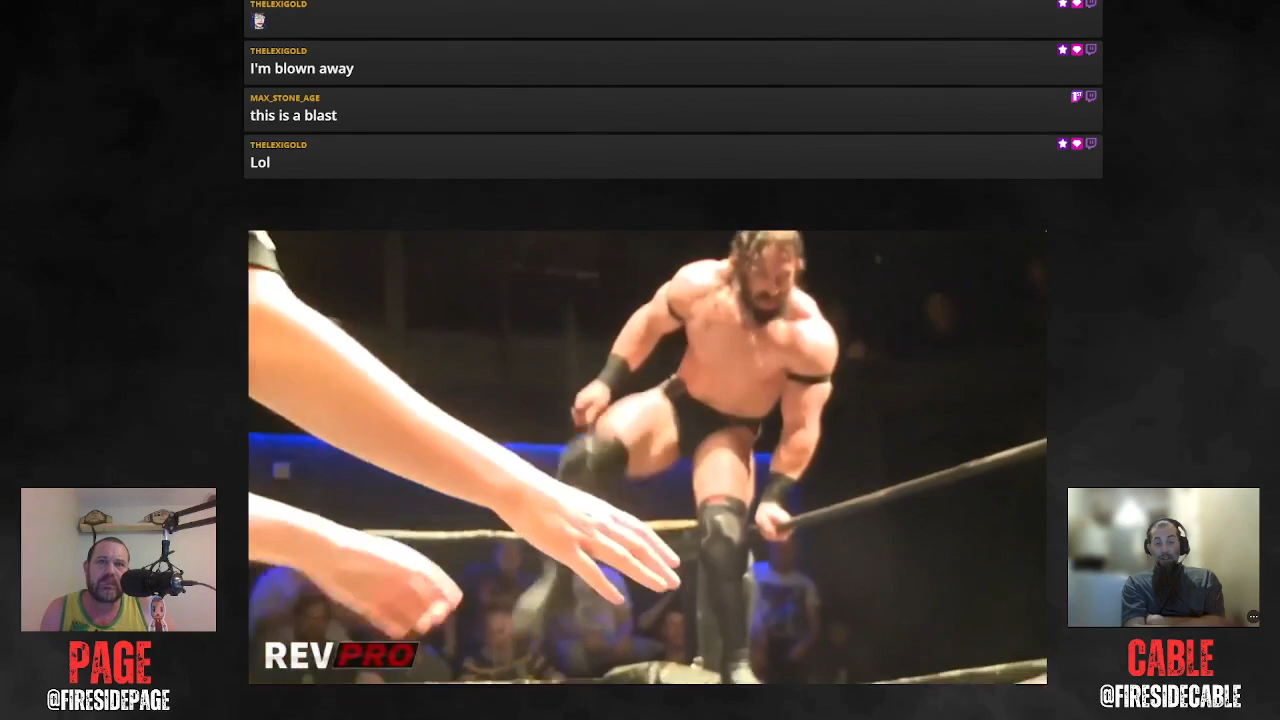 THELEXIGOLD
THELEXIGOLD
I'm blown away
MAX_STONE_AGE
this is a blast
THELEXIGOLD
Lol
REVPRO
PAGE
@FIRESIDEPAGE
CABLE
@FIRESIDECABLE